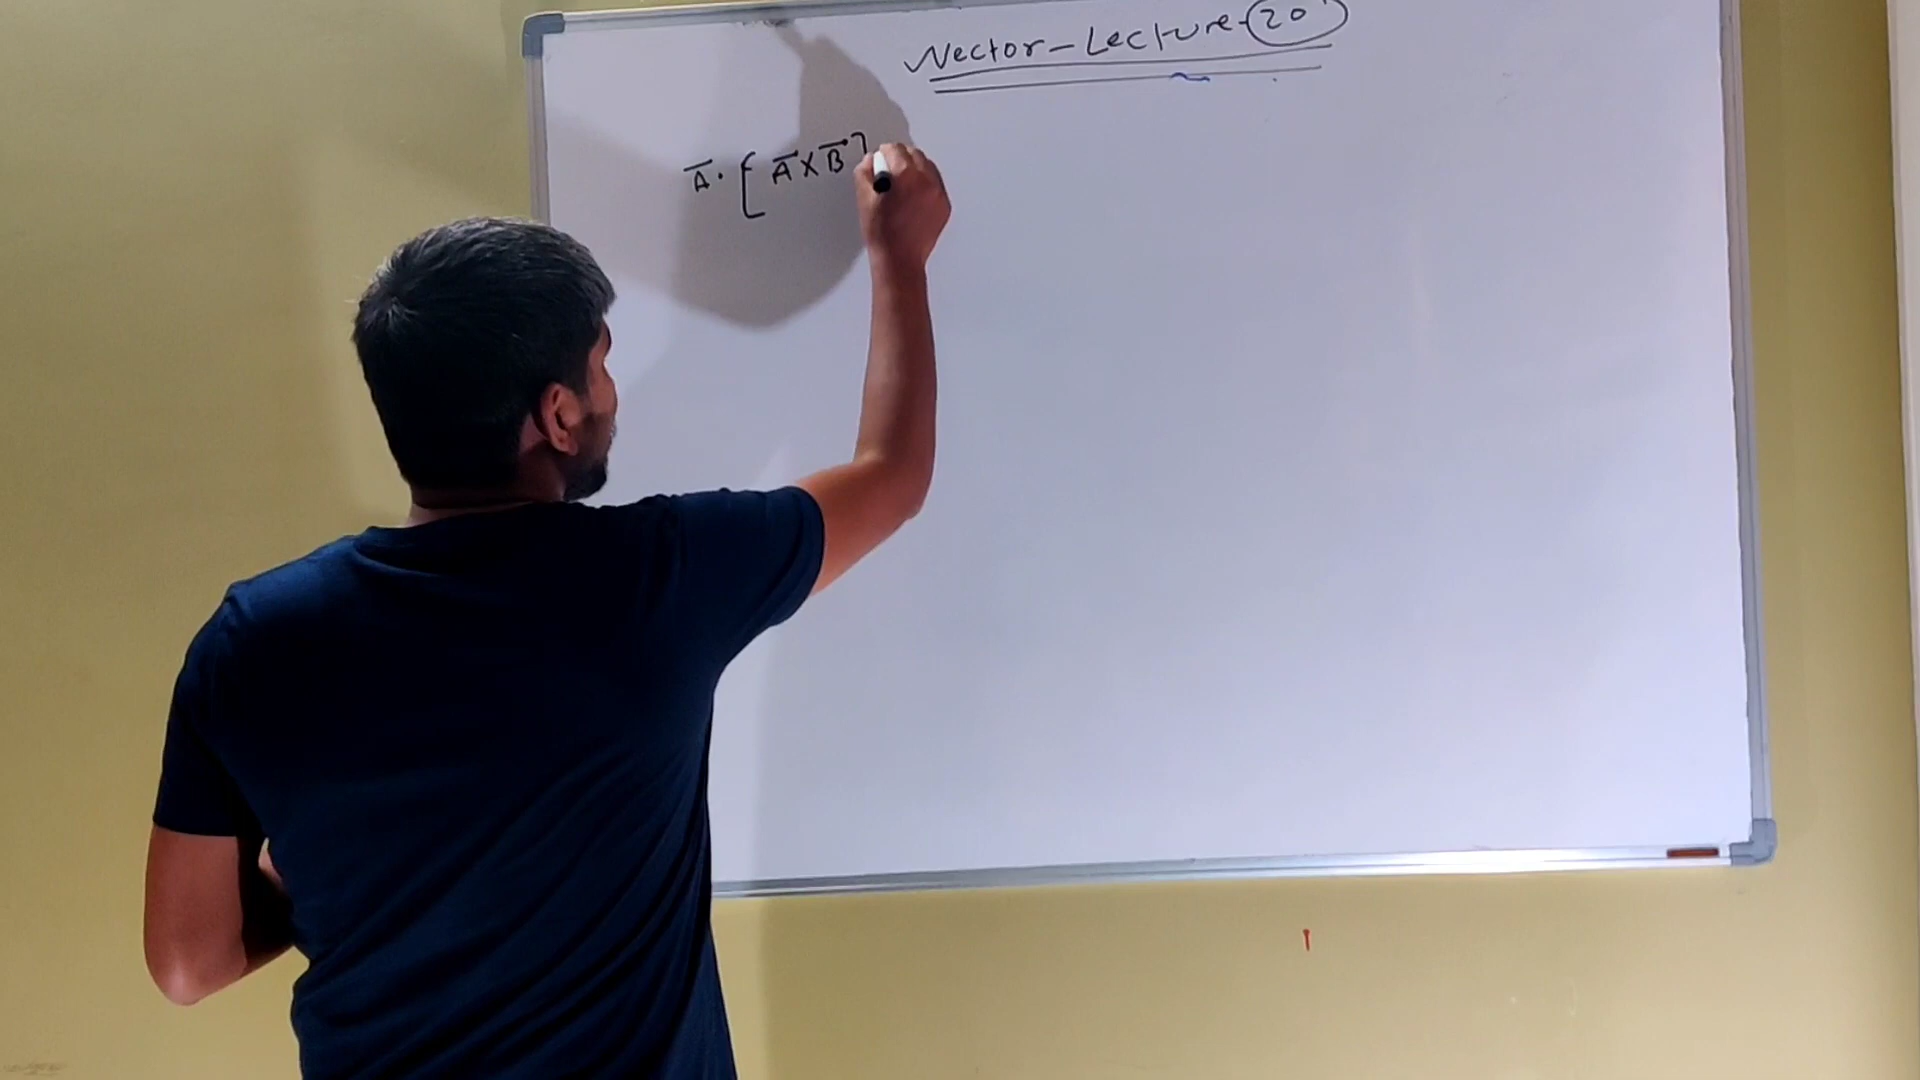 Vector - Lecture - 20
A⃗ · [ A⃗ × B⃗ ]